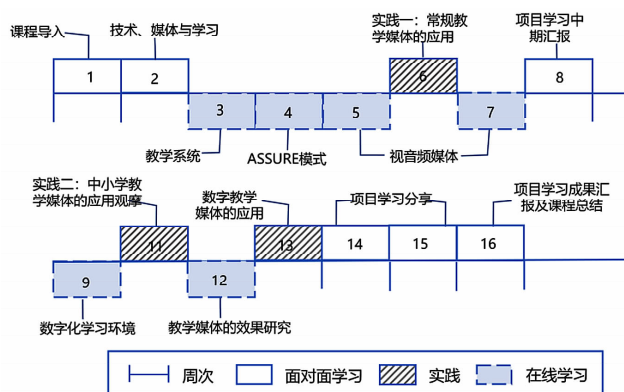 课程导入
技术、媒体与学习
实践一：常规教
学媒体的应用
项目学习中
期汇报
1
2
6
8
3
4
5
7
教学系统
ASSURE模式
视音频媒体
实践二：中小学教
学媒体的应用观摩
数字教学
媒体的应用
项目学习分享
项目学习成果汇
报及课程总结
11
13
14
15
16
9
12
数字化学习环境
教学媒体的效果研究
周次
面对面学习
实践
在线学习